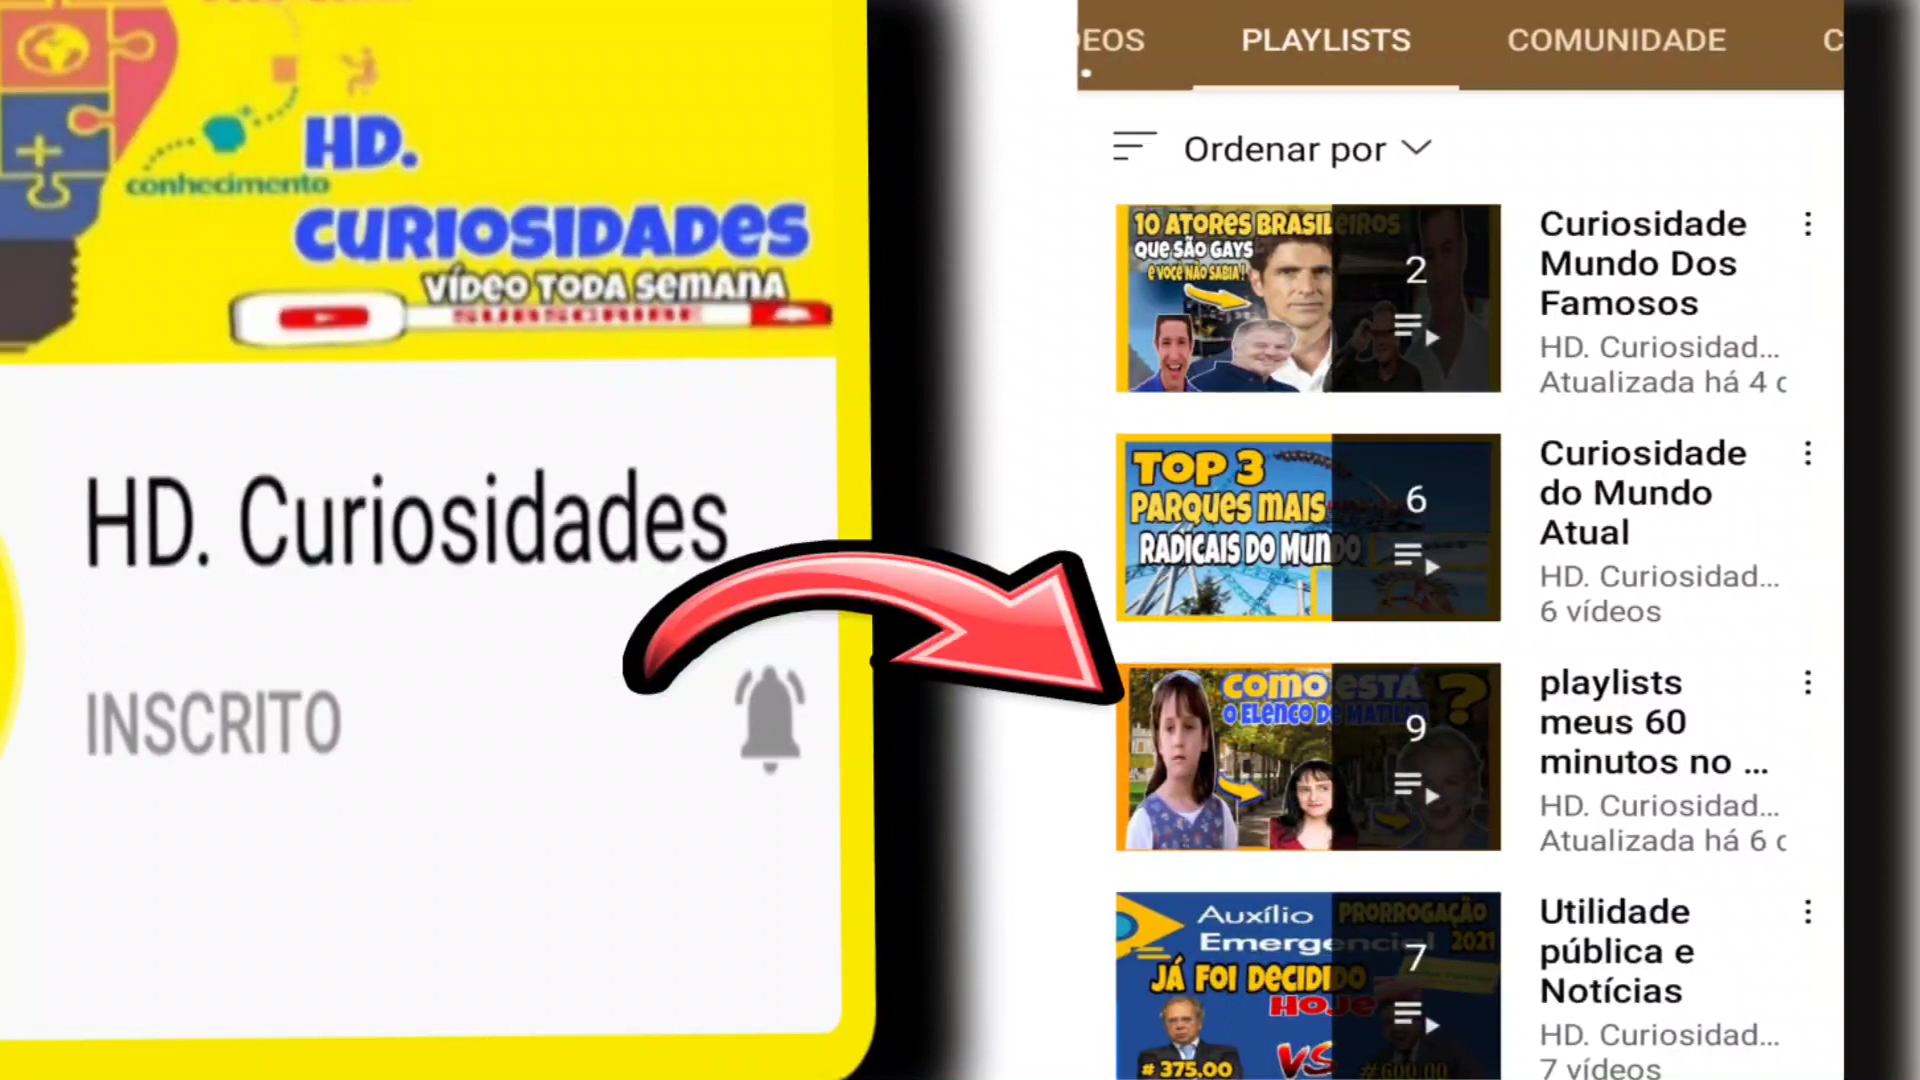 HD.
conhecimento
CURIOSIDADES
VÍDEO TODA SEMANA
SUBSCRIBE
HD. Curiosidades
INSCRITO
EOS
PLAYLISTS
COMUNIDADE
C
Ordenar por
10 ATORES BRASILEIROS
QUE SÃO GAYS
E VOCÊ NÃO SABIA!
2
Curiosidade
Mundo Dos
Famosos
HD. Curiosidad...
Atualizada há 4 c
TOP 3
PARQUES MAIS
RADICAIS DO MUNDO
6
Curiosidade
do Mundo
Atual
HD. Curiosidad...
6 vídeos
COMO ESTÁ ?
O ELENCO DE MATILDA
9
playlists
meus 60
minutos no ...
HD. Curiosidad...
Atualizada há 6 c
Auxílio
Emergencial
PRORROGAÇÃO
2021
JÁ FOI DECIDIDO
HOJE
7
VS
# 375,00
#600,00
Utilidade
pública e
Notícias
HD. Curiosidad...
7 vídeos